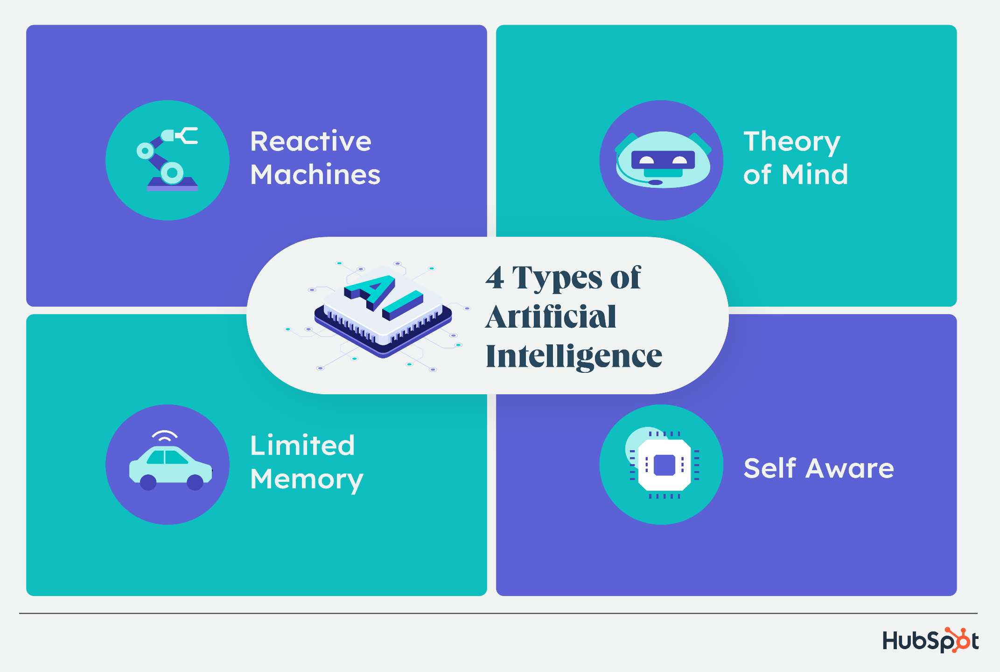 Reactive
Machines
Theory
of Mind
AI
4 Types of
Artificial
Intelligence
Limited
Memory
Self Aware
HubSpot